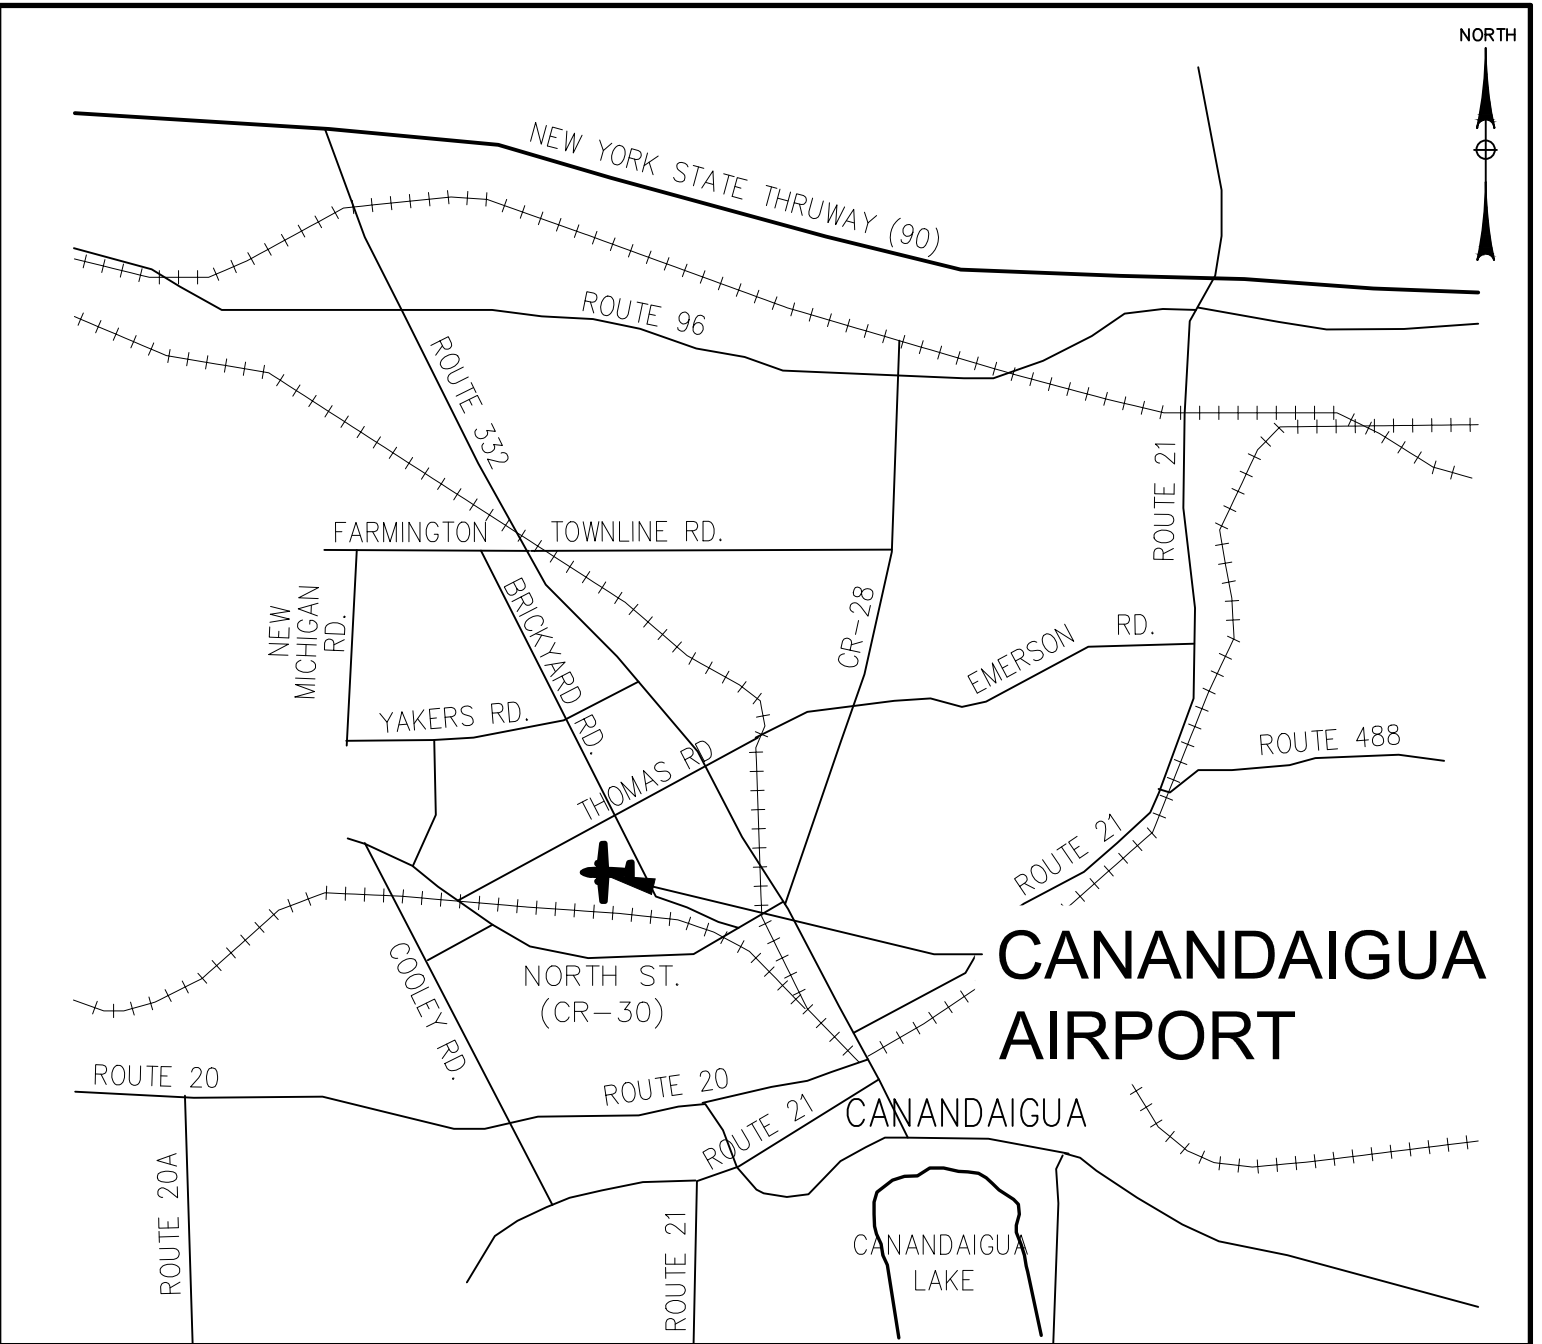 NORTH
NEW YORK STATE THRUWAY (90)
ROUTE 96
ROUTE 332
ROUTE 21
FARMINGTON TOWNLINE RD.
NEW
MICHIGAN
RD.
BRICKYARD RD.
CR-28
EMERSON RD.
YAKERS RD.
THOMAS RD
ROUTE 488
ROUTE 21
CANANDAIGUA
AIRPORT
COOLEY RD.
NORTH ST.
(CR-30)
ROUTE 20
ROUTE 20
ROUTE 21
CANANDAIGUA
ROUTE 20A
ROUTE 21
CANANDAIGUA
LAKE